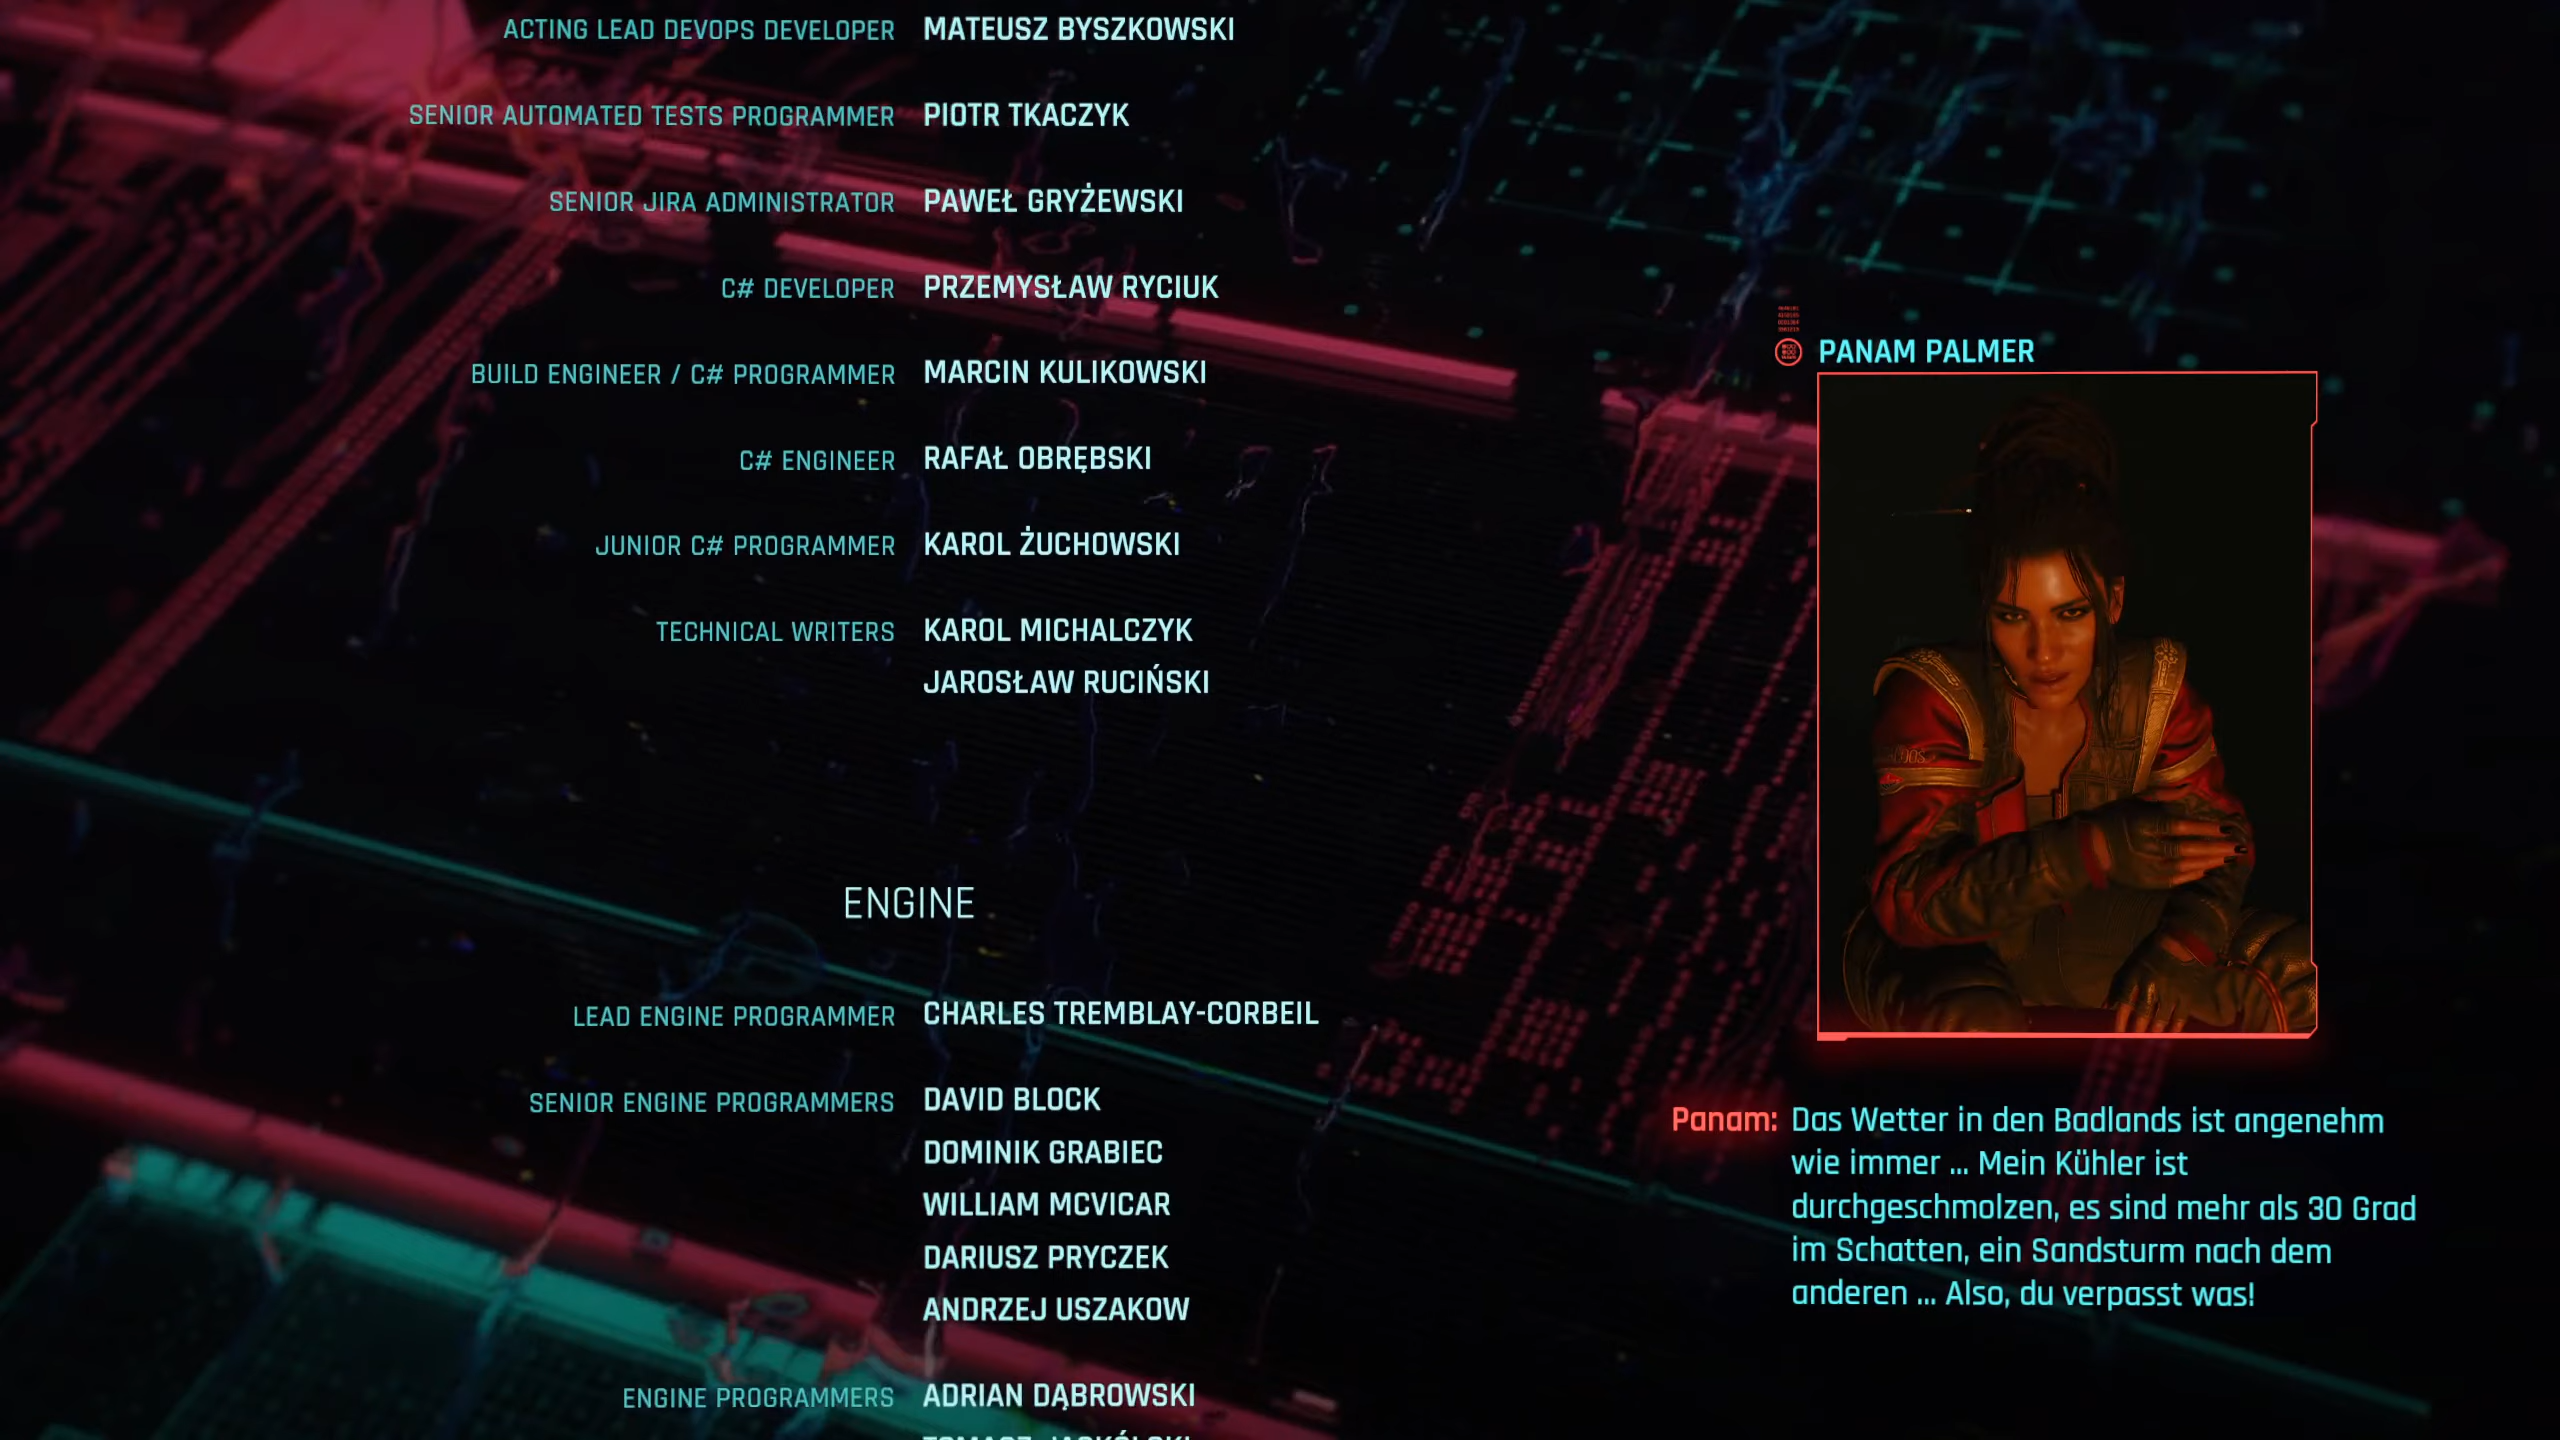 ACTING LEAD DEVOPS DEVELOPER MATEUSZ BYSZKOWSKI
SENIOR AUTOMATED TESTS PROGRAMMER PIOTR TKACZYK
SENIOR JIRA ADMINISTRATOR PAWEŁ GRYŻEWSKI
C# DEVELOPER PRZEMYSŁAW RYCIUK
BUILD ENGINEER / C# PROGRAMMER MARCIN KULIKOWSKI
C# ENGINEER RAFAŁ OBRĘBSKI
JUNIOR C# PROGRAMMER KAROL ŻUCHOWSKI
TECHNICAL WRITERS KAROL MICHALCZYK
JAROSŁAW RUCIŃSKI
ENGINE
LEAD ENGINE PROGRAMMER CHARLES TREMBLAY-CORBEIL
SENIOR ENGINE PROGRAMMERS DAVID BLOCK
DOMINIK GRABIEC
WILLIAM MCVICAR
DARIUSZ PRYCZEK
ANDRZEJ USZAKOW
ENGINE PROGRAMMERS ADRIAN DĄBROWSKI
PANAM PALMER
Panam: Das Wetter in den Badlands ist angenehm
wie immer ... Mein Kühler ist
durchgeschmolzen, es sind mehr als 30 Grad
im Schatten, ein Sandsturm nach dem
anderen ... Also, du verpasst was!